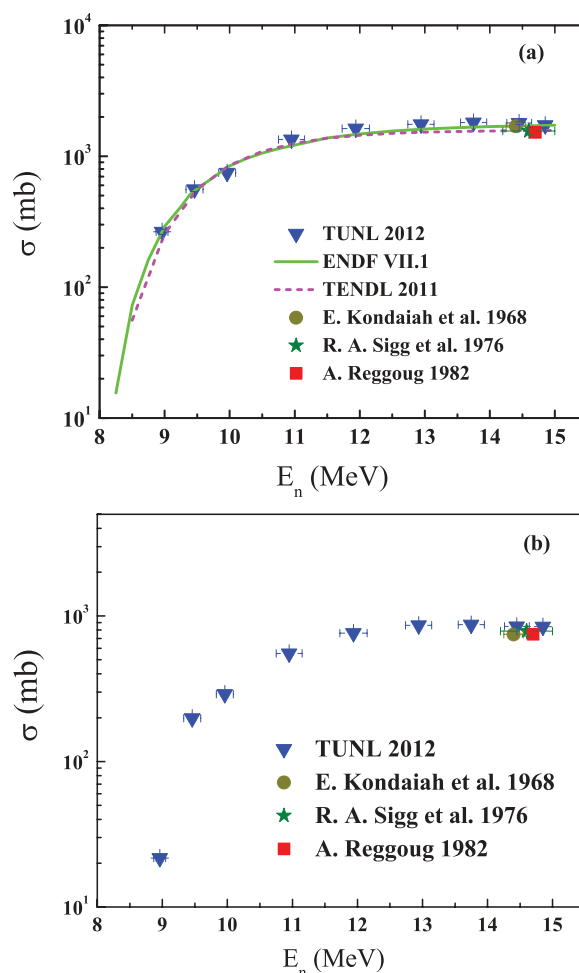 10^4
(a)
10^3
σ (mb)
TUNL 2012
ENDF VII.1
TENDL 2011
10^2
E. Kondaiah et al. 1968
R. A. Sigg et al. 1976
A. Reggoug 1982
10^1
8 9 10 11 12 13 14 15
E_n (MeV)
(b)
10^3
σ (mb)
TUNL 2012
10^2
E. Kondaiah et al. 1968
R. A. Sigg et al. 1976
A. Reggoug 1982
10^1
8 9 10 11 12 13 14 15
E_n (MeV)